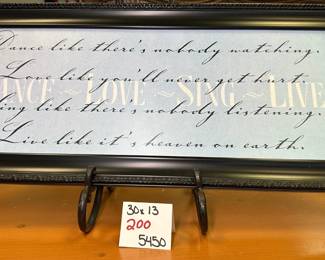 Dance like there's nobody watching.
Love like you'll never get hurt.
ANCE ~ LOVE ~ SING ~ LIVE
ing like there's nobody listening.
Live like it's heaven on earth.
30x13
200
5450